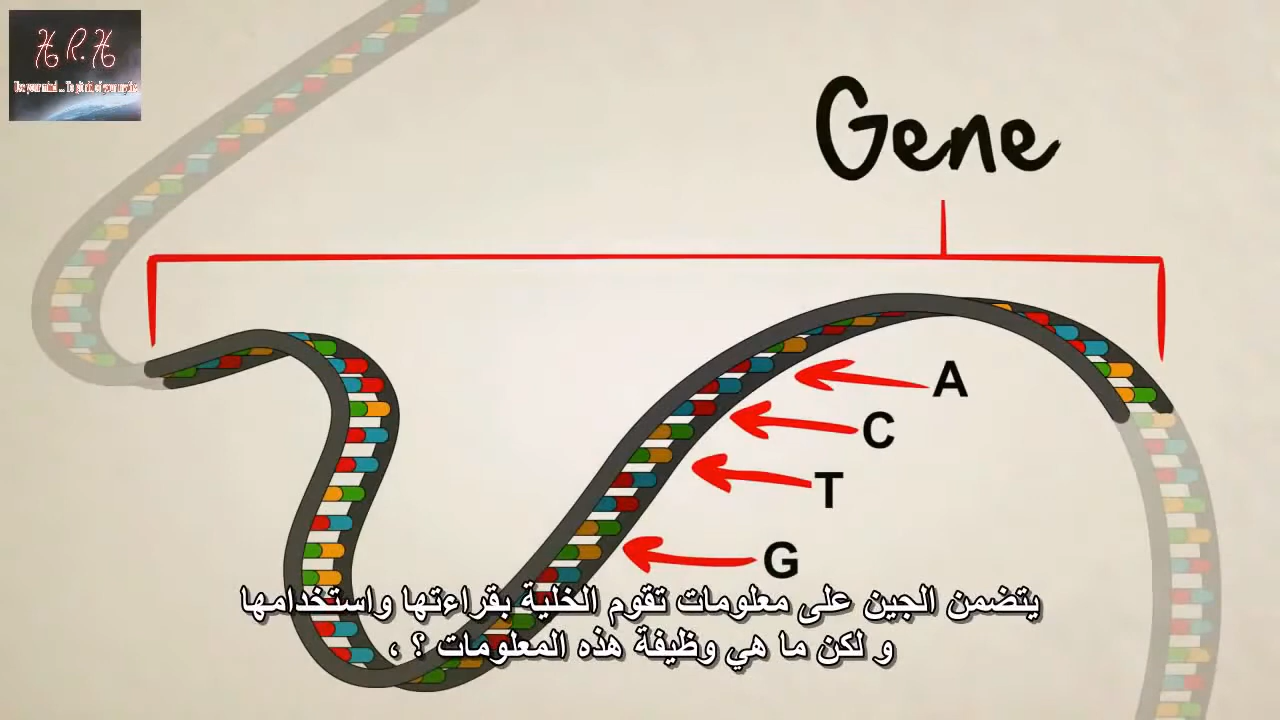 H R. H
Gene
A
C
T
G
يتضمن الجين على معلومات تقوم الخلية بقراءتها واستخدامها
و لكن ما هي وظيفة هذه المعلومات ؟ ،